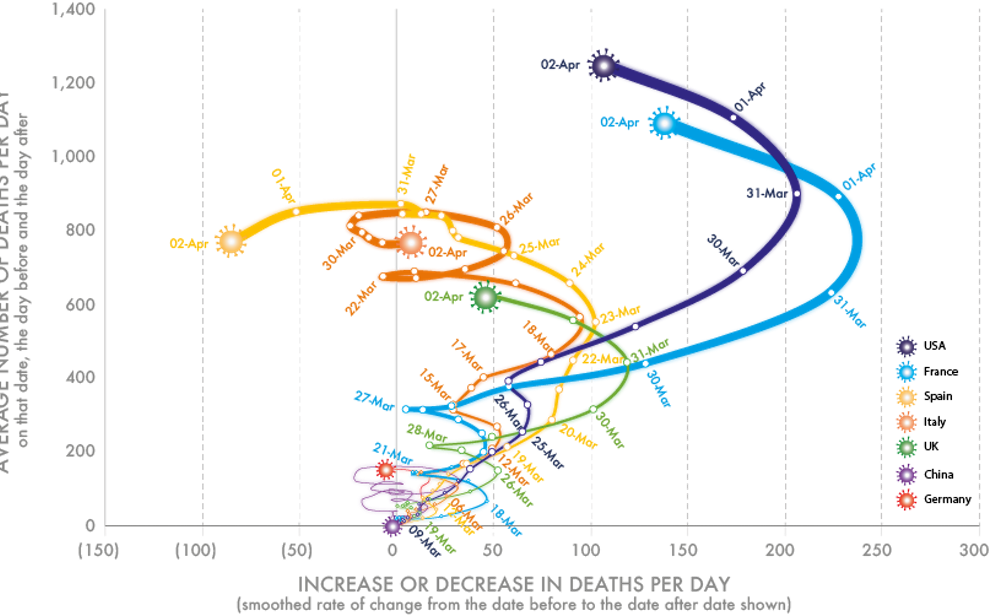 1,400
1,200
1,000
800
600
400
200
0
AVERAGE NUMBER OF DEATHS PER DAY
on that date, the day before and the day after
02-Apr
01-Apr
31-Mar
30-Mar
26-Mar
25-Mar
09-Mar
02-Apr
01-Apr
31-Mar
30-Mar
27-Mar
21-Mar
18-Mar
02-Apr
01-Apr
31-Mar
25-Mar
24-Mar
23-Mar
22-Mar
20-Mar
19-Mar
27-Mar
26-Mar
30-Mar
02-Apr
22-Mar
18-Mar
17-Mar
15-Mar
12-Mar
06-Mar
02-Apr
31-Mar
30-Mar
28-Mar
26-Mar
19-Mar
USA
France
Spain
Italy
UK
China
Germany
(150) (100) (50) 0 50 100 150 200 250 300
INCREASE OR DECREASE IN DEATHS PER DAY
(smoothed rate of change from the date before to the date after date shown)